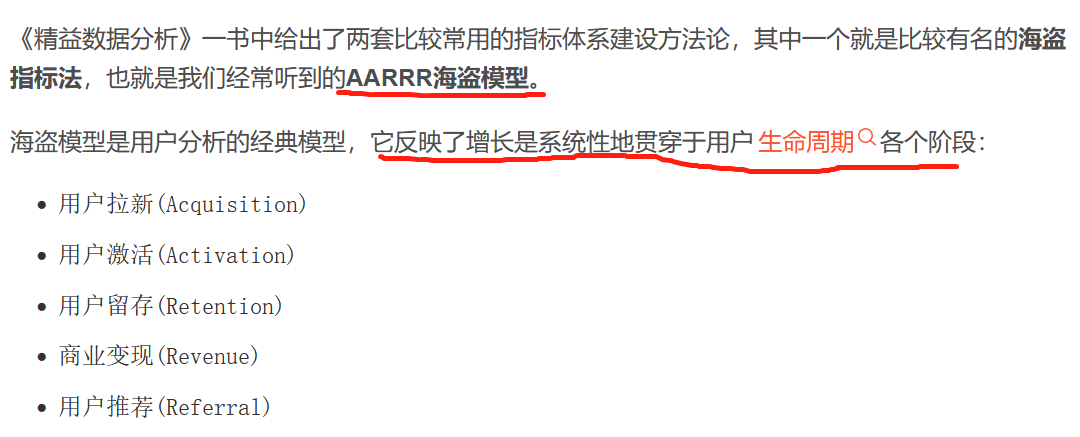 《精益数据分析》一书中给出了两套比较常用的指标体系建设方法论，其中一个就是比较有名的海盗
指标法，也就是我们经常听到的AARRR海盗模型。
海盗模型是用户分析的经典模型，它反映了增长是系统性地贯穿于用户 生命周期 各个阶段：
• 用户拉新(Acquisition)
• 用户激活(Activation)
• 用户留存(Retention)
• 商业变现(Revenue)
• 用户推荐(Referral)